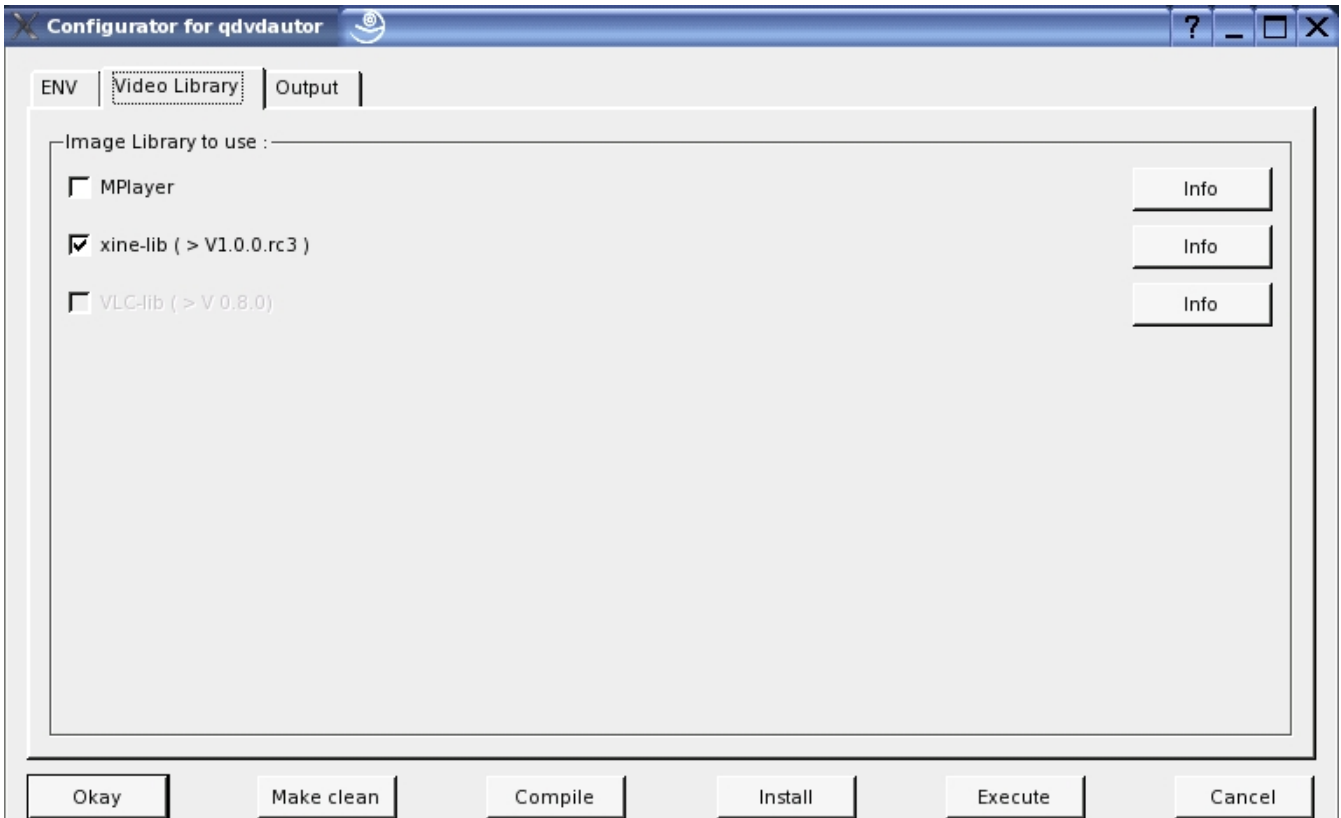 Configurator for qdvdautor
ENV Video Library Output
Image Library to use :
MPlayer Info
xine-lib ( > V1.0.0.rc3 ) Info
VLC-lib ( > V 0.8.0) Info
Okay Make clean Compile Install Execute Cancel